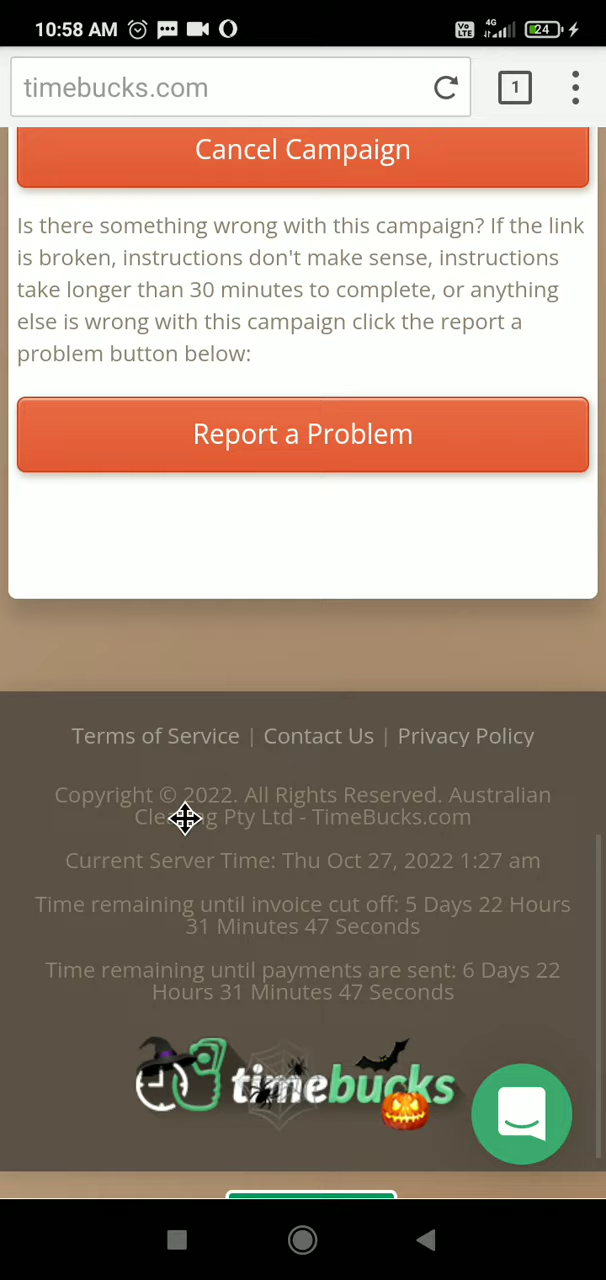 10:58 AM
Vo LTE 4G 24
timebucks.com
1
Cancel Campaign
Is there something wrong with this campaign? If the link
is broken, instructions don't make sense, instructions
take longer than 30 minutes to complete, or anything
else is wrong with this campaign click the report a
problem button below:
Report a Problem
Terms of Service | Contact Us | Privacy Policy
Copyright © 2022. All Rights Reserved. Australian
Pty Ltd - TimeBucks.com
Current Server Time: Thu Oct 27, 2022 1:27 am
Time remaining until invoice cut off: 5 Days 22 Hours
31 Minutes 47 Seconds
Time remaining until payments are sent: 6 Days 22
Hours 31 Minutes 47 Seconds
timebucks